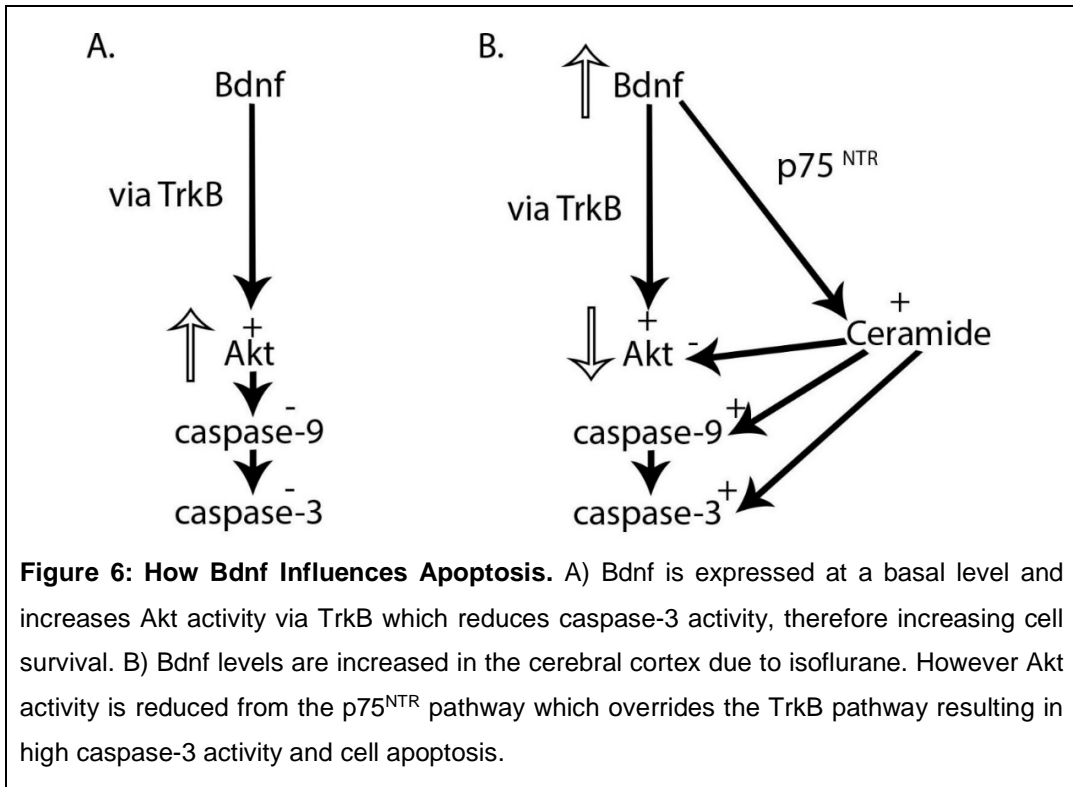 A.
Bdnf
via TrkB
+
Akt
-
caspase-9
-
caspase-3
B.
Bdnf
p75 NTR
via TrkB
+
Akt -
+
Ceramide
caspase-9 +
caspase-3 +
Figure 6: How Bdnf Influences Apoptosis. A) Bdnf is expressed at a basal level and
increases Akt activity via TrkB which reduces caspase-3 activity, therefore increasing cell
survival. B) Bdnf levels are increased in the cerebral cortex due to isoflurane. However Akt
activity is reduced from the p75NTR pathway which overrides the TrkB pathway resulting in
high caspase-3 activity and cell apoptosis.